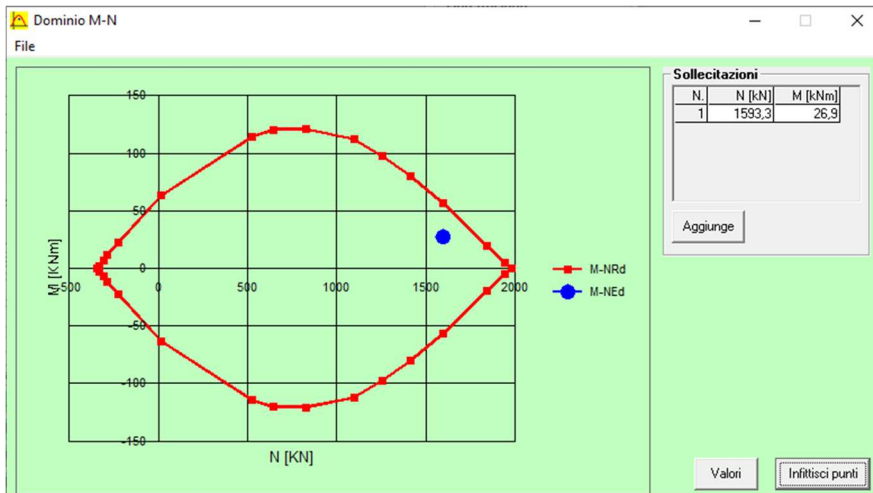 Dominio M-N
File
150
100
50
0
-50
-100
-150
M [KNm]
-500
0
500
1000
1500
2000
N [KN]
M-NRd
M-NEd
Sollecitazioni
N. N [kN] M [kNm]
1 1593,3 26,9
Aggiunge
Valori
Infittisci punti